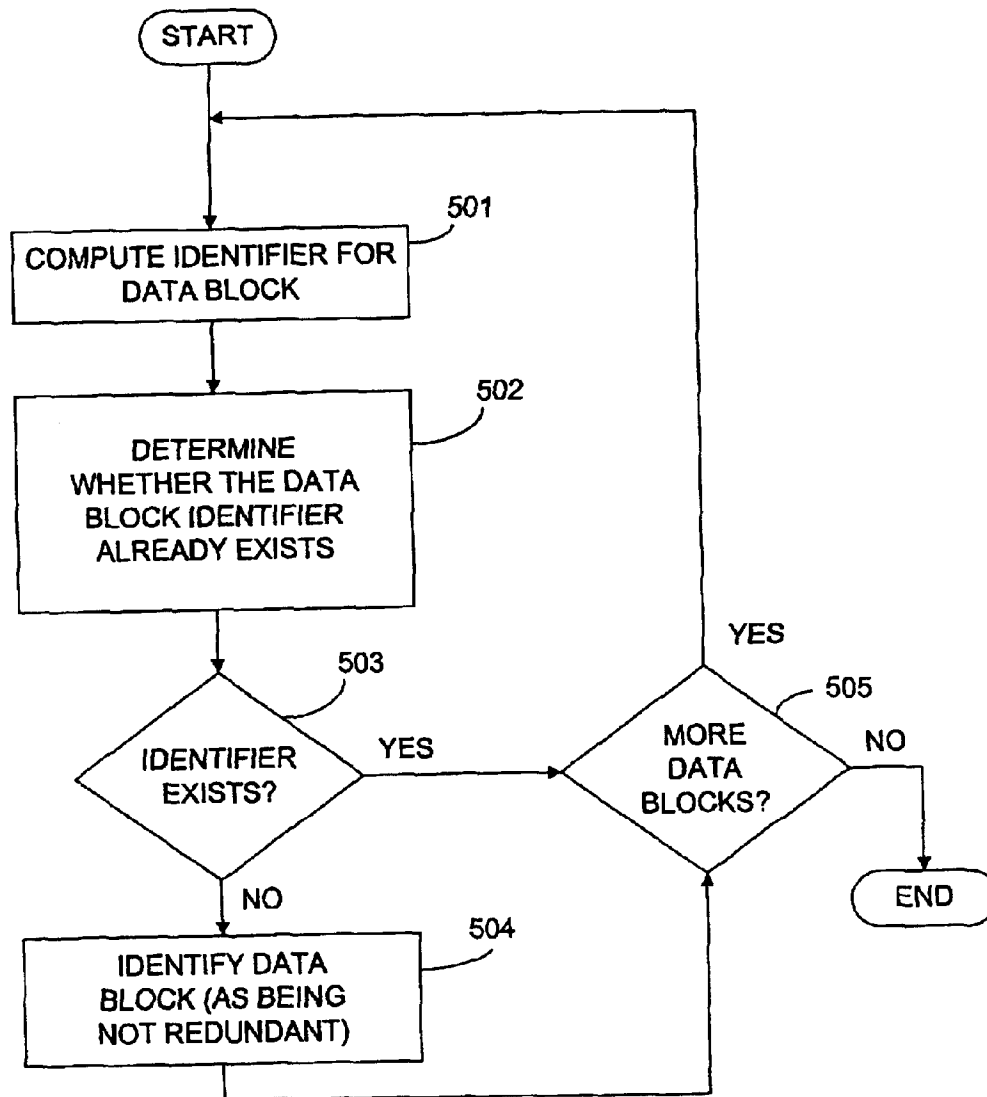 START
501
COMPUTE IDENTIFIER FOR
DATA BLOCK
502
DETERMINE
WHETHER THE DATA
BLOCK IDENTIFIER
ALREADY EXISTS
503
IDENTIFIER
EXISTS?
YES
NO
504
IDENTIFY DATA
BLOCK (AS BEING
NOT REDUNDANT)
YES
505
MORE
DATA
BLOCKS?
NO
END